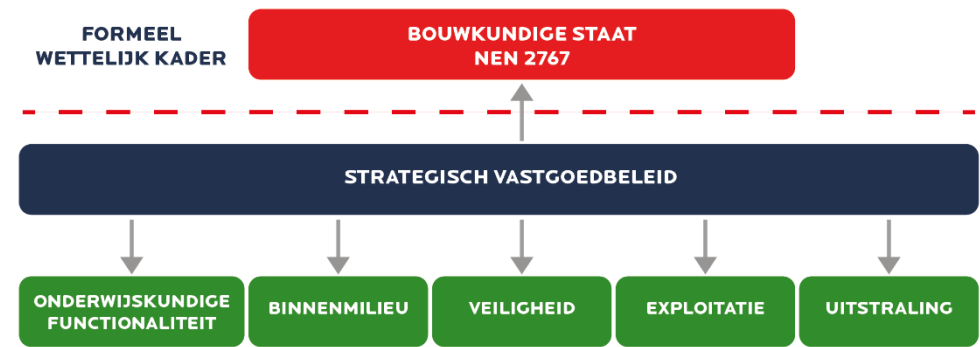 FORMEEL
WETTELIJK KADER
BOUWKUNDIGE STAAT
NEN 2767
STRATEGISCH VASTGOEDBELEID
ONDERWIJSKUNDIGE
FUNCTIONALITEIT
BINNENMILIEU
VEILIGHEID
EXPLOITATIE
UITSTRALING